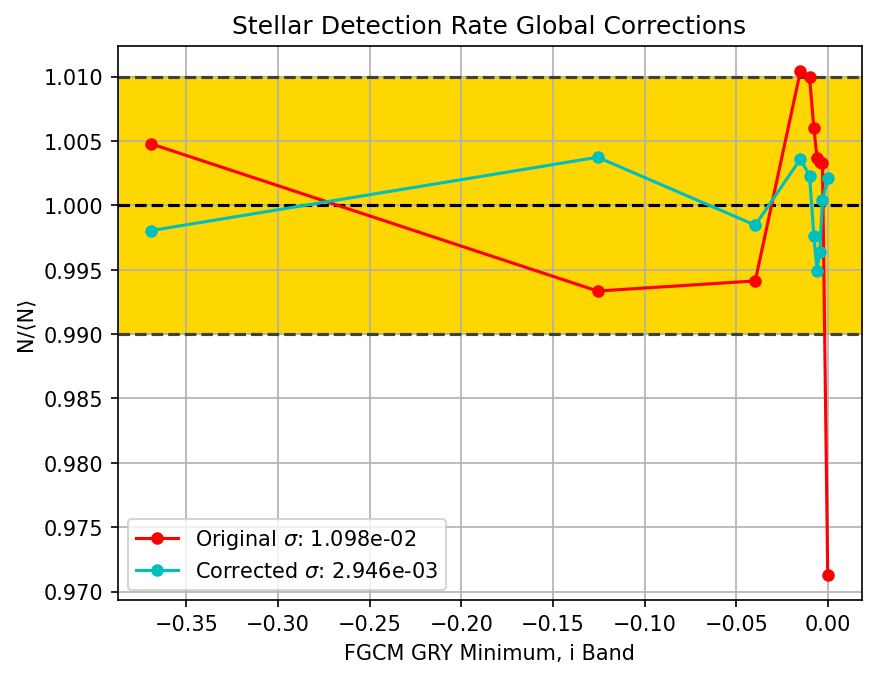 Stellar Detection Rate Global Corrections
N/⟨N⟩
1.010
1.005
1.000
0.995
0.990
0.985
0.980
0.975
0.970
Original σ: 1.098e-02
Corrected σ: 2.946e-03
−0.35 −0.30 −0.25 −0.20 −0.15 −0.10 −0.05 0.00
FGCM GRY Minimum, i Band